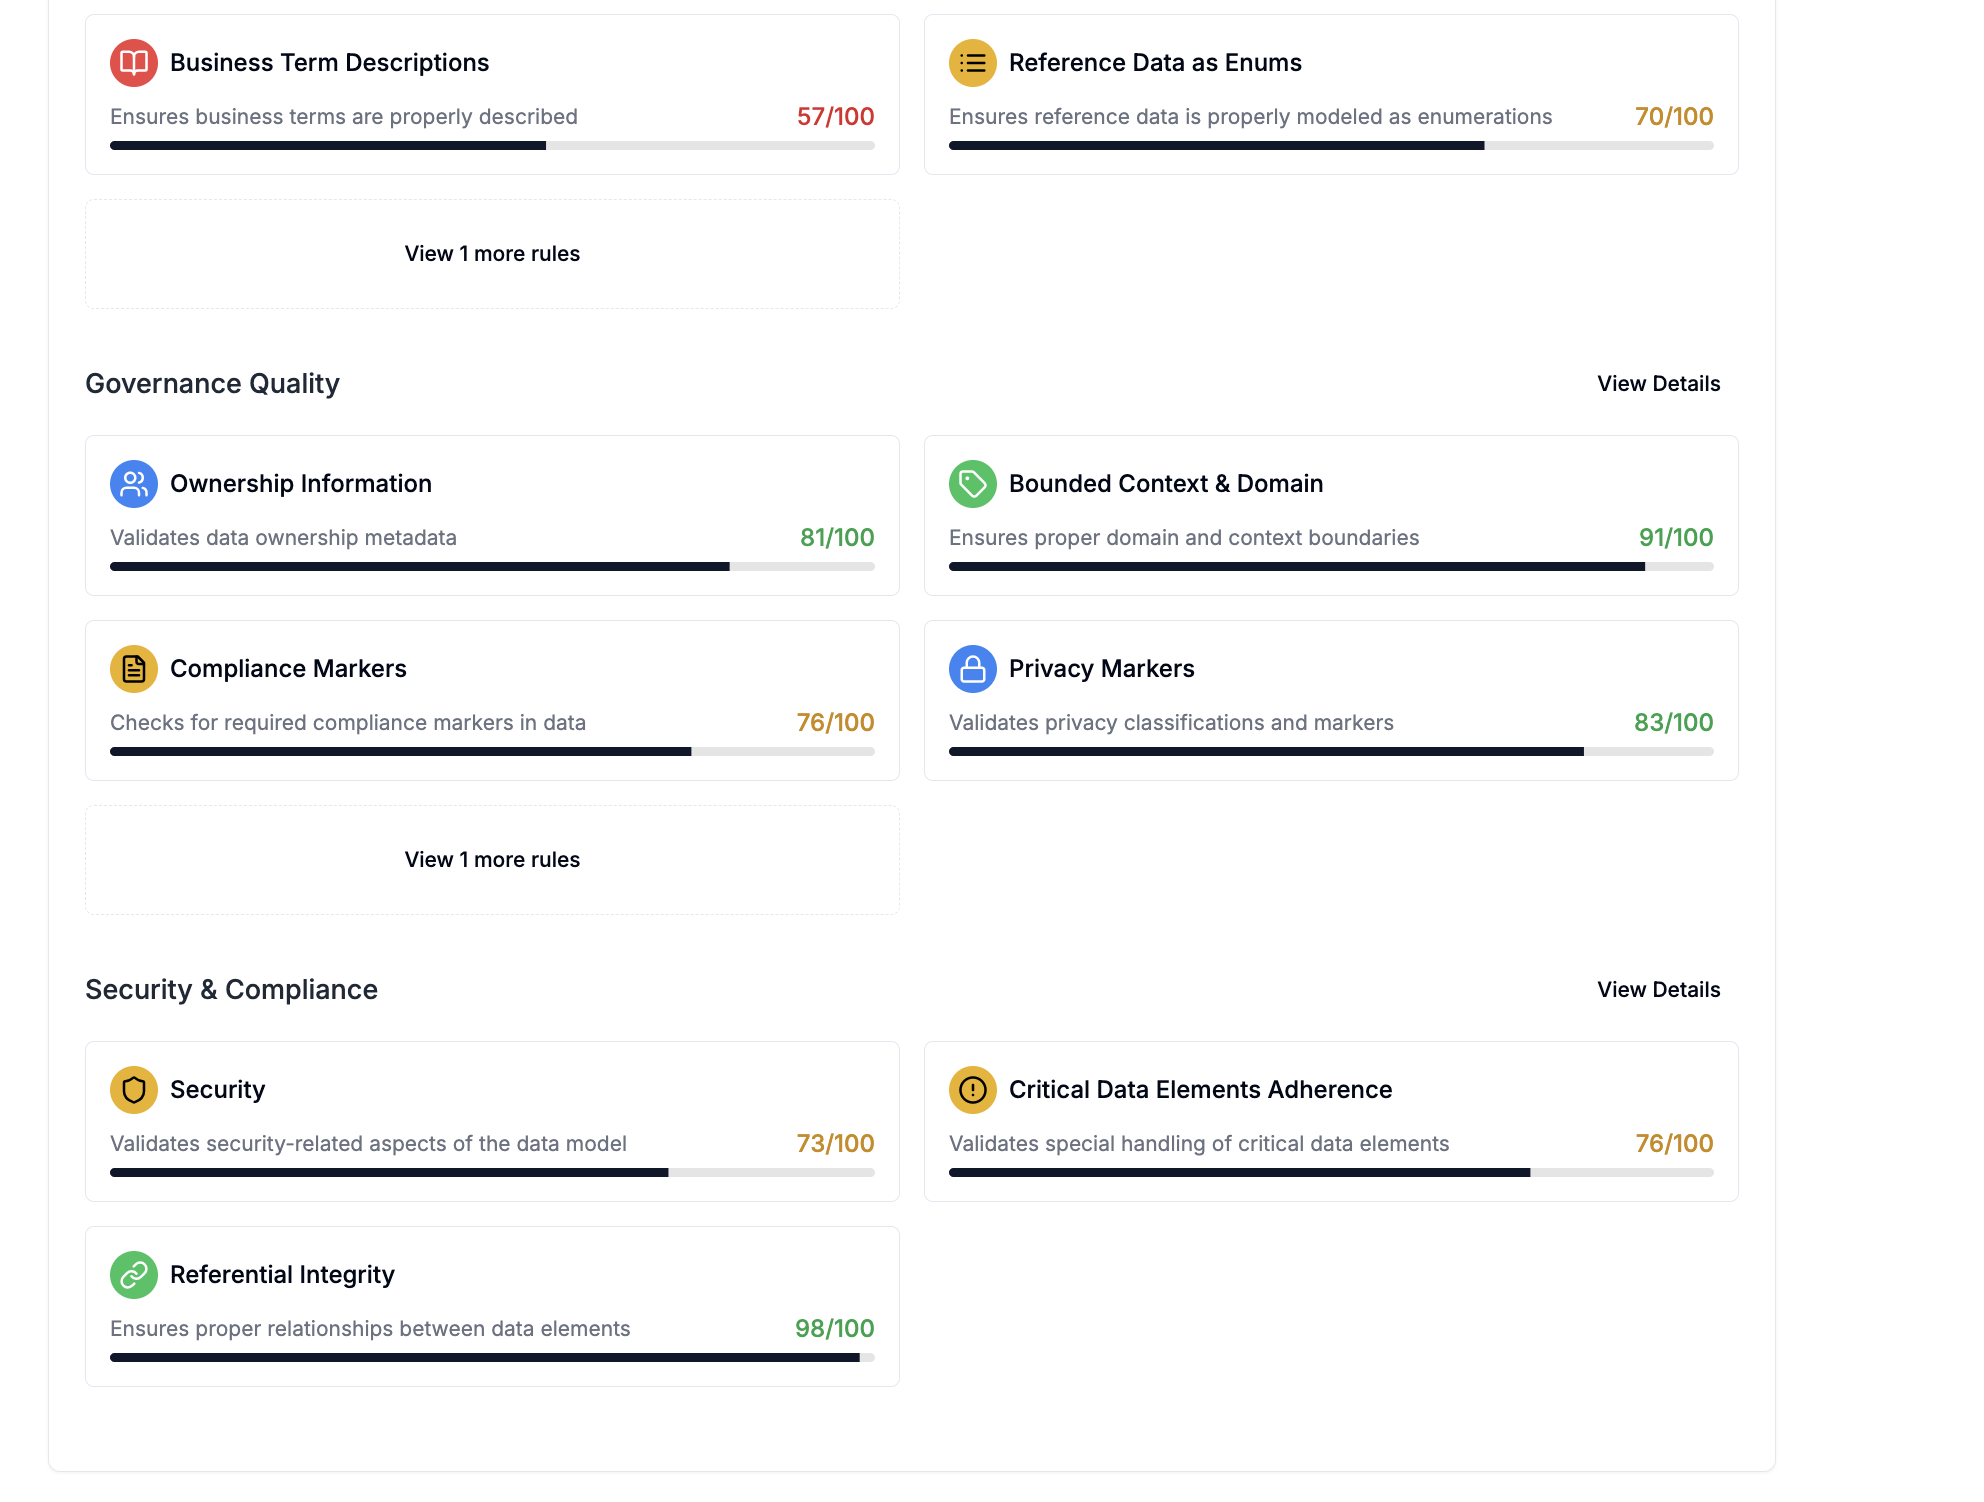 Business Term Descriptions
Ensures business terms are properly described 57/100
Reference Data as Enums
Ensures reference data is properly modeled as enumerations 70/100
View 1 more rules
Governance Quality View Details
Ownership Information
Validates data ownership metadata 81/100
Bounded Context & Domain
Ensures proper domain and context boundaries 91/100
Compliance Markers
Checks for required compliance markers in data 76/100
Privacy Markers
Validates privacy classifications and markers 83/100
View 1 more rules
Security & Compliance View Details
Security
Validates security-related aspects of the data model 73/100
Critical Data Elements Adherence
Validates special handling of critical data elements 76/100
Referential Integrity
Ensures proper relationships between data elements 98/100